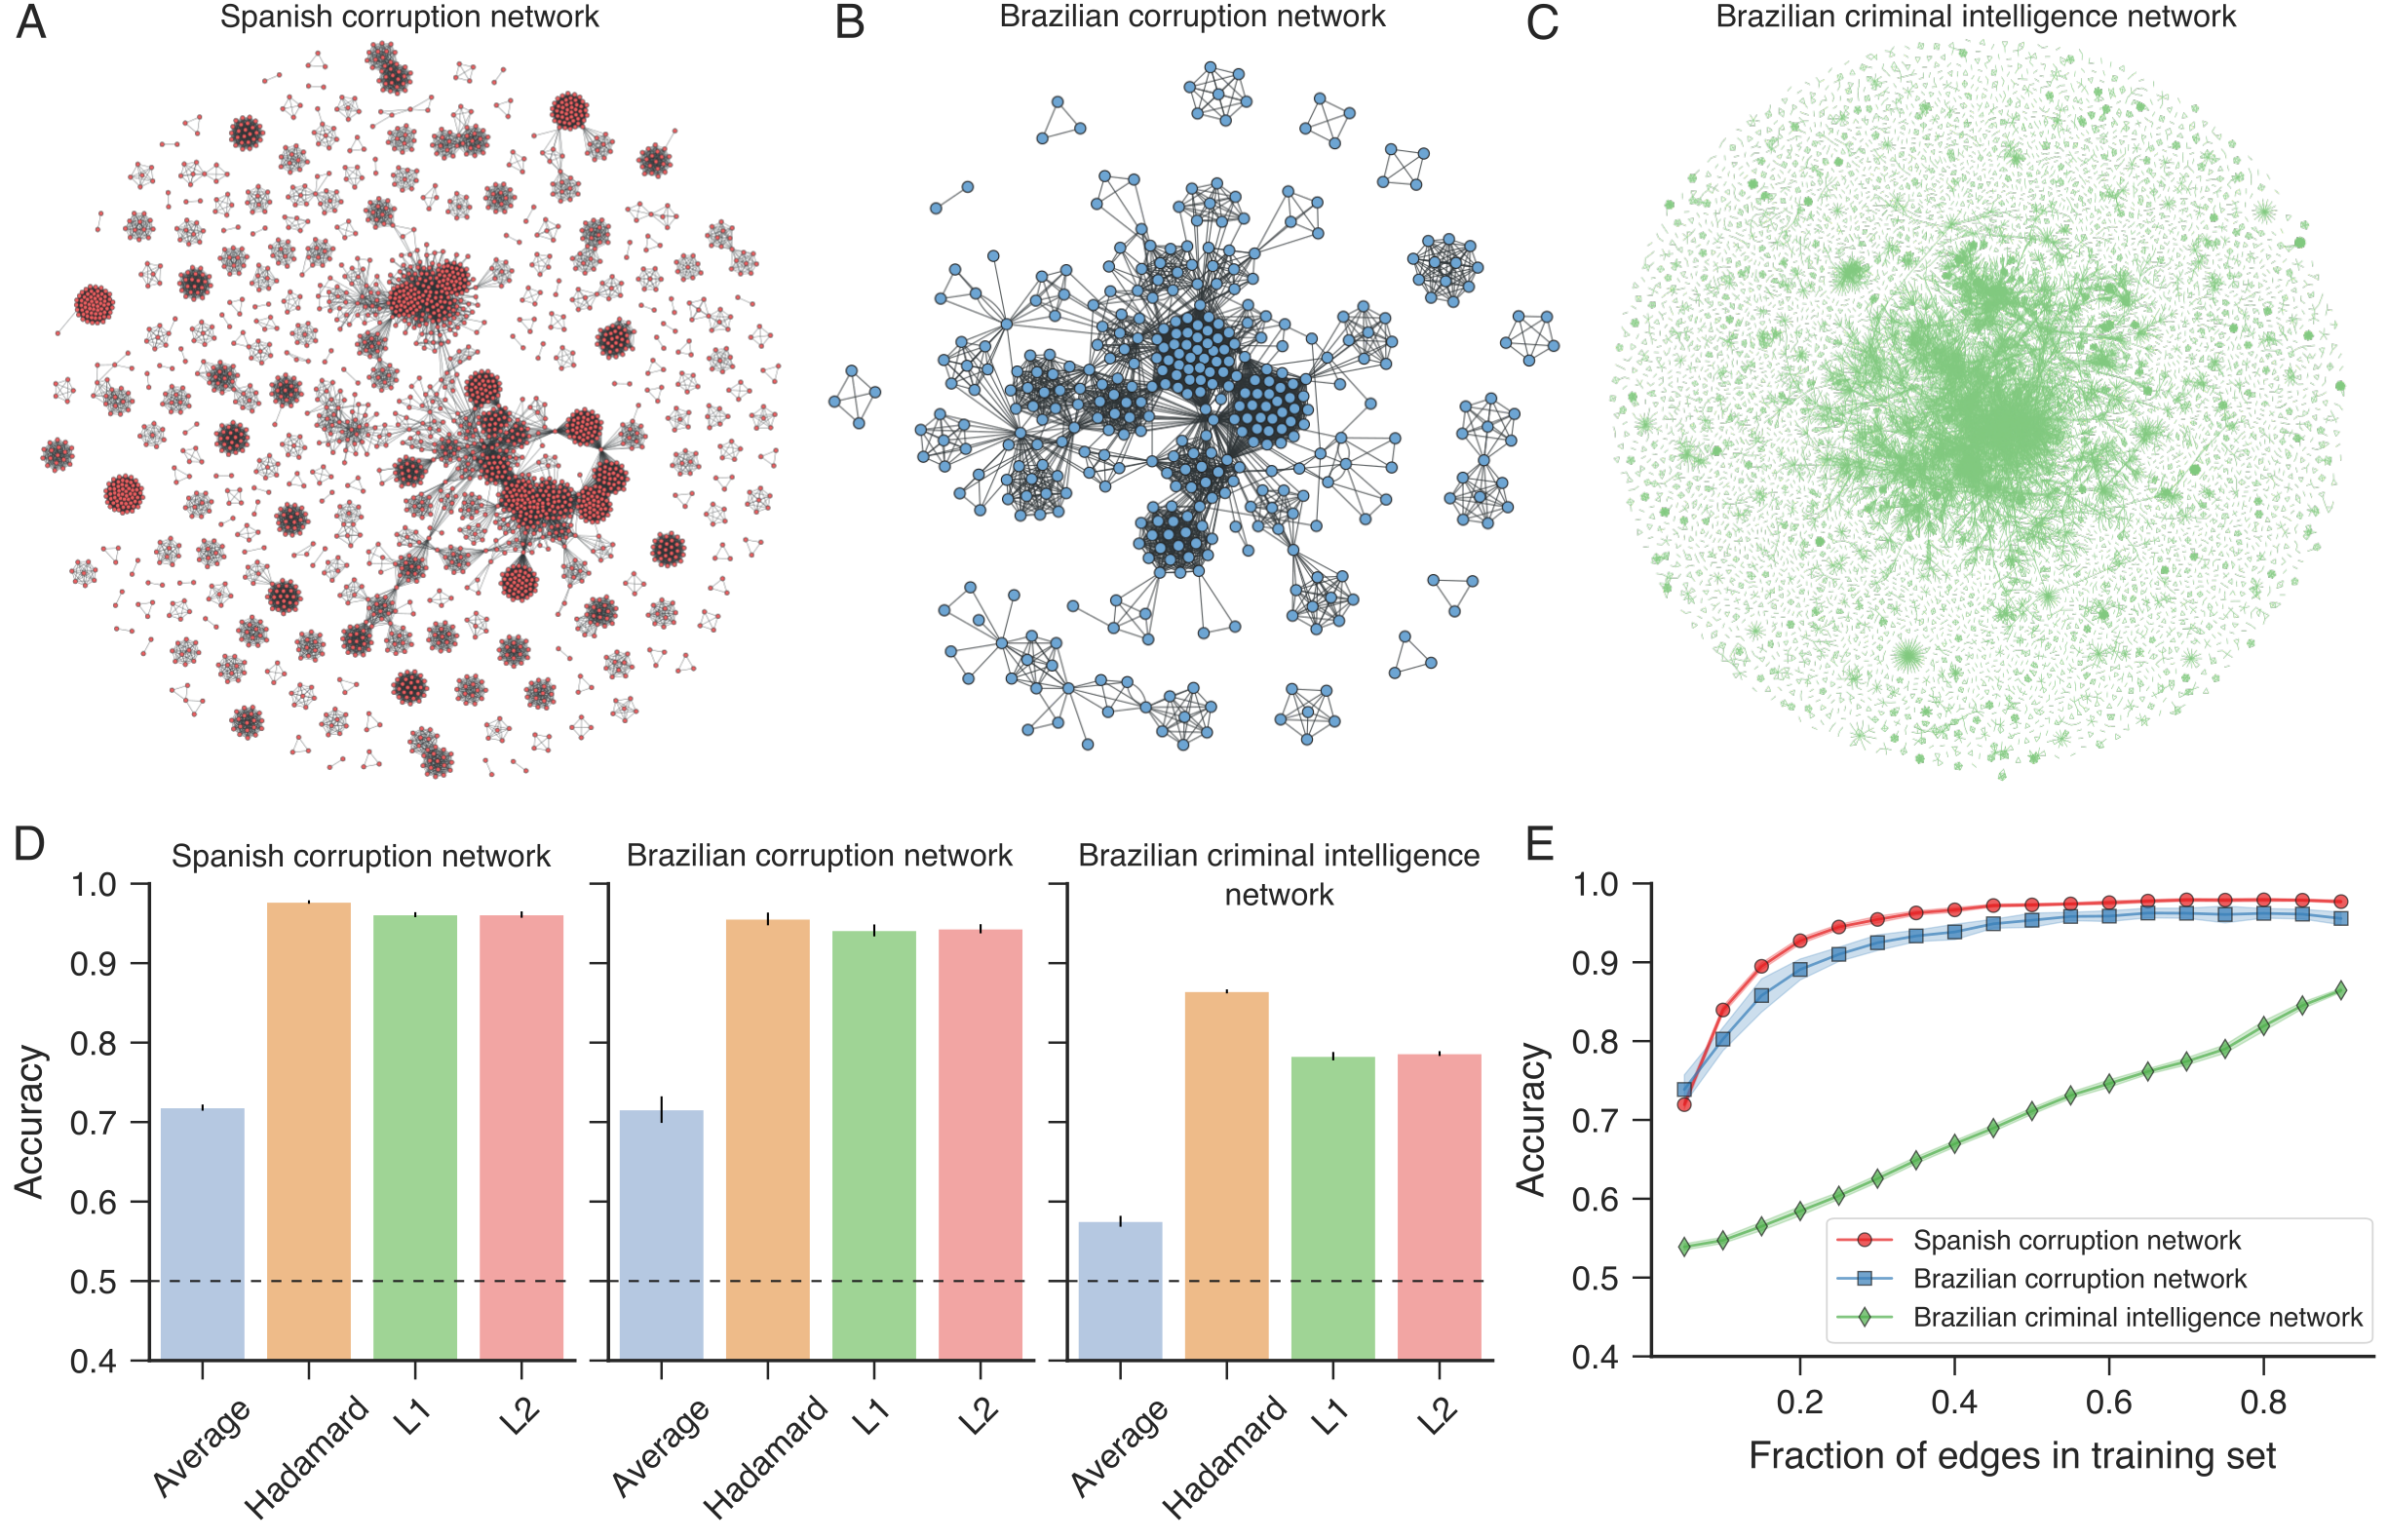 A
Spanish corruption network
B
Brazilian corruption network
C
Brazilian criminal intelligence network
D
Spanish corruption network
Brazilian corruption network
Brazilian criminal intelligence
network
Accuracy
1.0
0.9
0.8
0.7
0.6
0.5
0.4
Average
Hadamard
L1
L2
Average
Hadamard
L1
L2
Average
Hadamard
L1
L2
E
Accuracy
1.0
0.9
0.8
0.7
0.6
0.5
0.4
Spanish corruption network
Brazilian corruption network
Brazilian criminal intelligence network
0.2
0.4
0.6
0.8
Fraction of edges in training set